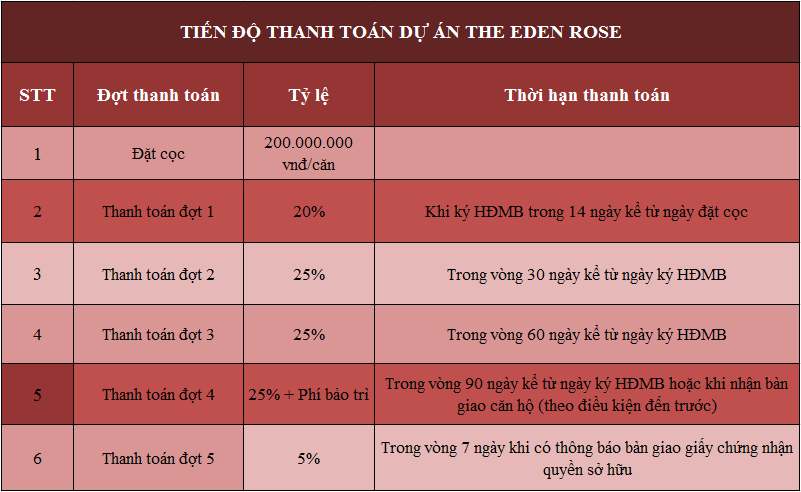 TIẾN ĐỘ THANH TOÁN DỰ ÁN THE EDEN ROSE
STT Đợt thanh toán Tỷ lệ Thời hạn thanh toán
1 Đặt cọc 200.000.000 vnđ/căn
2 Thanh toán đợt 1 20% Khi ký HĐMB trong 14 ngày kể từ ngày đặt cọc
3 Thanh toán đợt 2 25% Trong vòng 30 ngày kể từ ngày ký HĐMB
4 Thanh toán đợt 3 25% Trong vòng 60 ngày kể từ ngày ký HĐMB
5 Thanh toán đợt 4 25% + Phí bảo trì Trong vòng 90 ngày kể từ ngày ký HĐMB hoặc khi nhận bàn
giao căn hộ (theo điều kiện đến trước)
6 Thanh toán đợt 5 5% Trong vòng 7 ngày khi có thông báo bàn giao giấy chứng nhận
quyền sở hữu